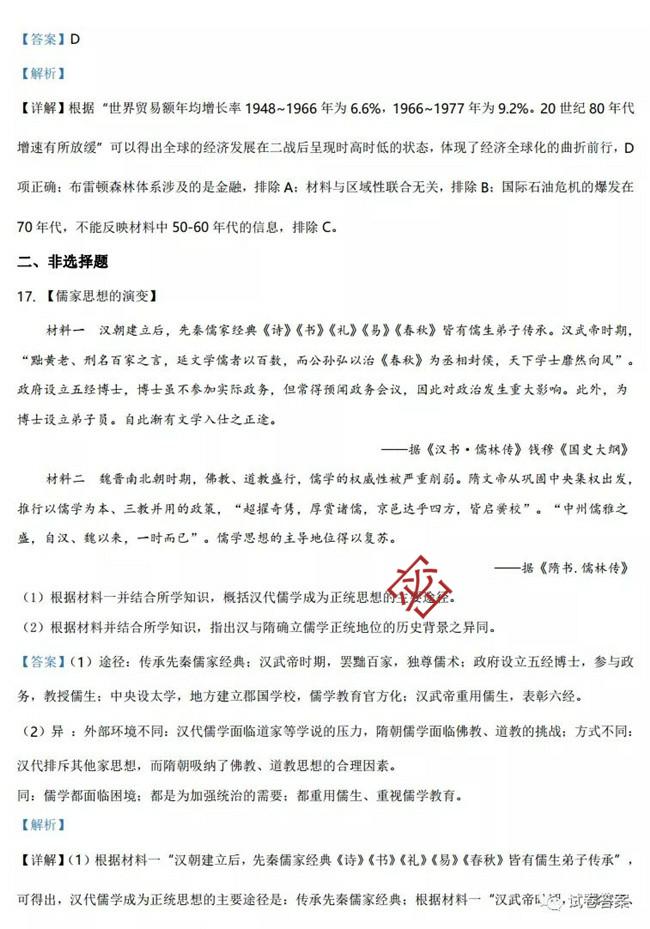 【答案】D
【解析】
【详解】根据“世界贸易额年均增长率 1948~1966 年为 6.6%，1966~1977 年为 9.2%。20 世纪 80 年代
增速有所放缓”可以得出全球的经济发展在二战后呈现时高时低的状态，体现了经济全球化的曲折前行，D
项正确；布雷顿森林体系涉及的是金融，排除 A；材料与区域性联合无关，排除 B；国际石油危机的爆发在
70 年代，不能反映材料中 50-60 年代的信息，排除 C。
二、非选择题
17. 【儒家思想的演变】
材料一 汉朝建立后，先秦儒家经典《诗》《书》《礼》《易》《春秋》皆有儒生弟子传承。汉武帝时期，
“黜黄老、刑名百家之言，延文学儒者以百数，而公孙弘以治《春秋》为丞相封侯，天下学士靡然向风”。
政府设立五经博士，博士虽不参加实际政务，但常得预闻政务会议，因此对政治发生重大影响。此外，为
博士设立弟子员。自此渐有文学入仕之正途。
——据《汉书·儒林传》钱穆《国史大纲》
材料二 魏晋南北朝时期，佛教、道教盛行，儒学的权威性被严重削弱。隋文帝从巩固中央集权出发，
推行以儒学为本、三教并用的政策，“超擢奇隽，厚赏诸儒，京邑达乎四方，皆启黉校”。“中州儒雅之
盛，自汉、魏以来，一时而已”。儒学思想的主导地位得以复苏。
——据《隋书.儒林传》
（1）根据材料一并结合所学知识，概括汉代儒学成为正统思想的主要途径。
（2）根据材料并结合所学知识，指出汉与隋确立儒学正统地位的历史背景之异同。
【答案】（1）途径：传承先秦儒家经典；汉武帝时期，罢黜百家，独尊儒术；政府设立五经博士，参与政
务，教授儒生；中央设太学，地方建立郡国学校，儒学教育官方化；汉武帝重用儒生，表彰六经。
（2）异 ：外部环境不同：汉代儒学面临道家等学说的压力，隋朝儒学面临佛教、道教的挑战；方式不同：
汉代排斥其他家思想，而隋朝吸纳了佛教、道教思想的合理因素。
同：儒学都面临困境；都是为加强统治的需要；都重用儒生、重视儒学教育。
【解析】
【详解】（1）根据材料一“汉朝建立后，先秦儒家经典《诗》《书》《礼》《易》《春秋》皆有儒生弟子传承”，
可得出，汉代儒学成为正统思想的主要途径是：传承先秦儒家经典；根据材料一“汉武帝时期，
试卷答案